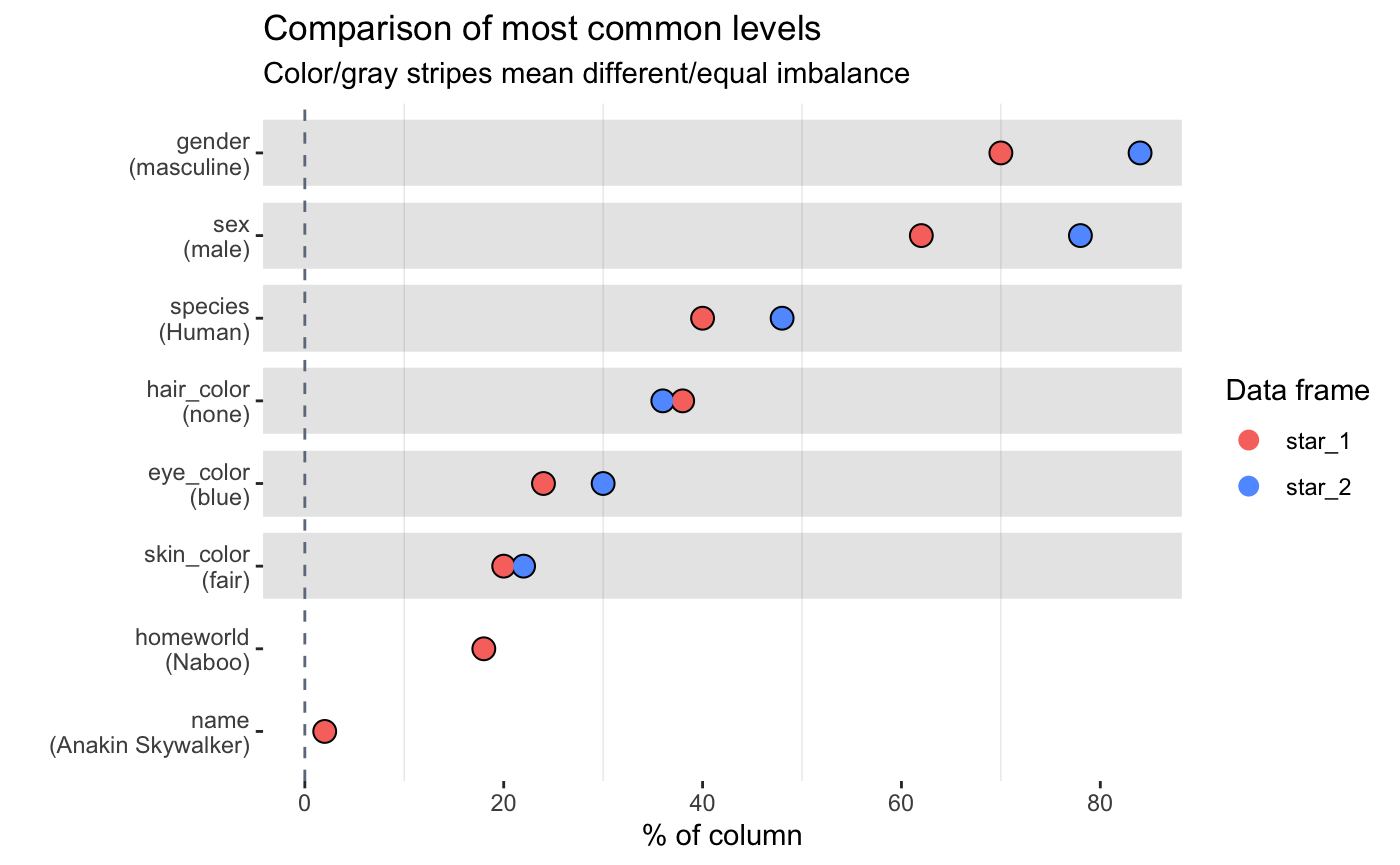 Comparison of most common levels
Color/gray stripes mean different/equal imbalance
gender
(masculine)
sex
(male)
species
(Human)
hair_color
(none)
eye_color
(blue)
skin_color
(fair)
homeworld
(Naboo)
name
(Anakin Skywalker)
0 20 40 60 80
% of column
Data frame
star_1
star_2